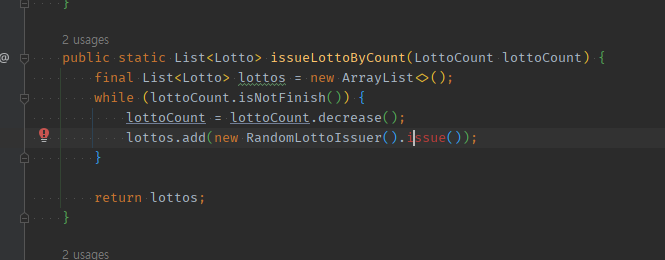 }
2 usages
@ public static List<Lotto> issueLottoByCount(LottoCount lottoCount) {
final List<Lotto> lottos = new ArrayList<>();
while (lottoCount.isNotFinish()) {
lottoCount = lottoCount.decrease();
lottos.add(new RandomLottoIssuer().issue());
}
return lottos;
}
2 usages